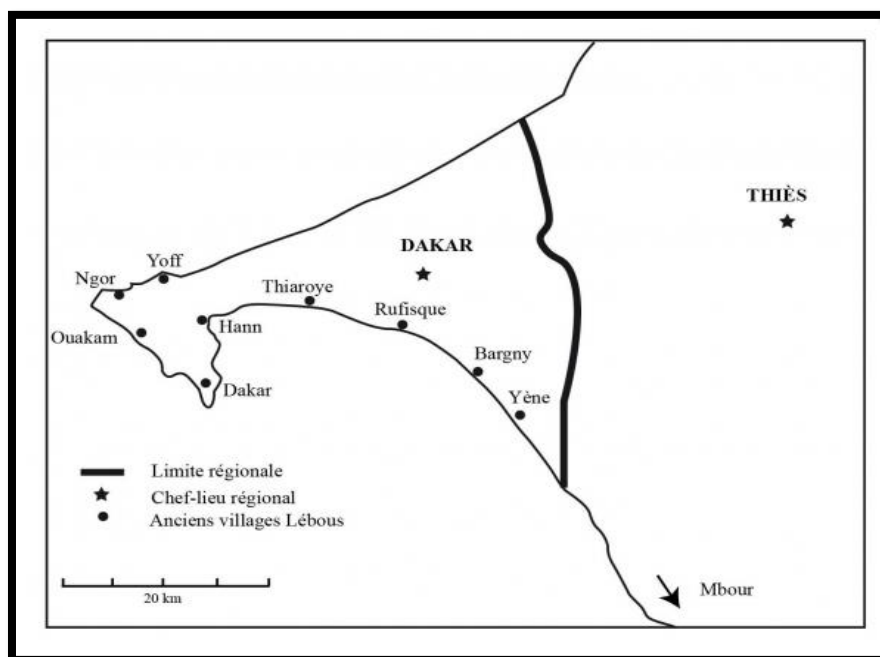 THIÈS
DAKAR
Yoff
Ngor
Thiaroye
Hann
Rufisque
Ouakam
Bargny
Dakar
Yène
Limite régionale
Chef-lieu régional
Anciens villages Lébous
20 km
Mbour